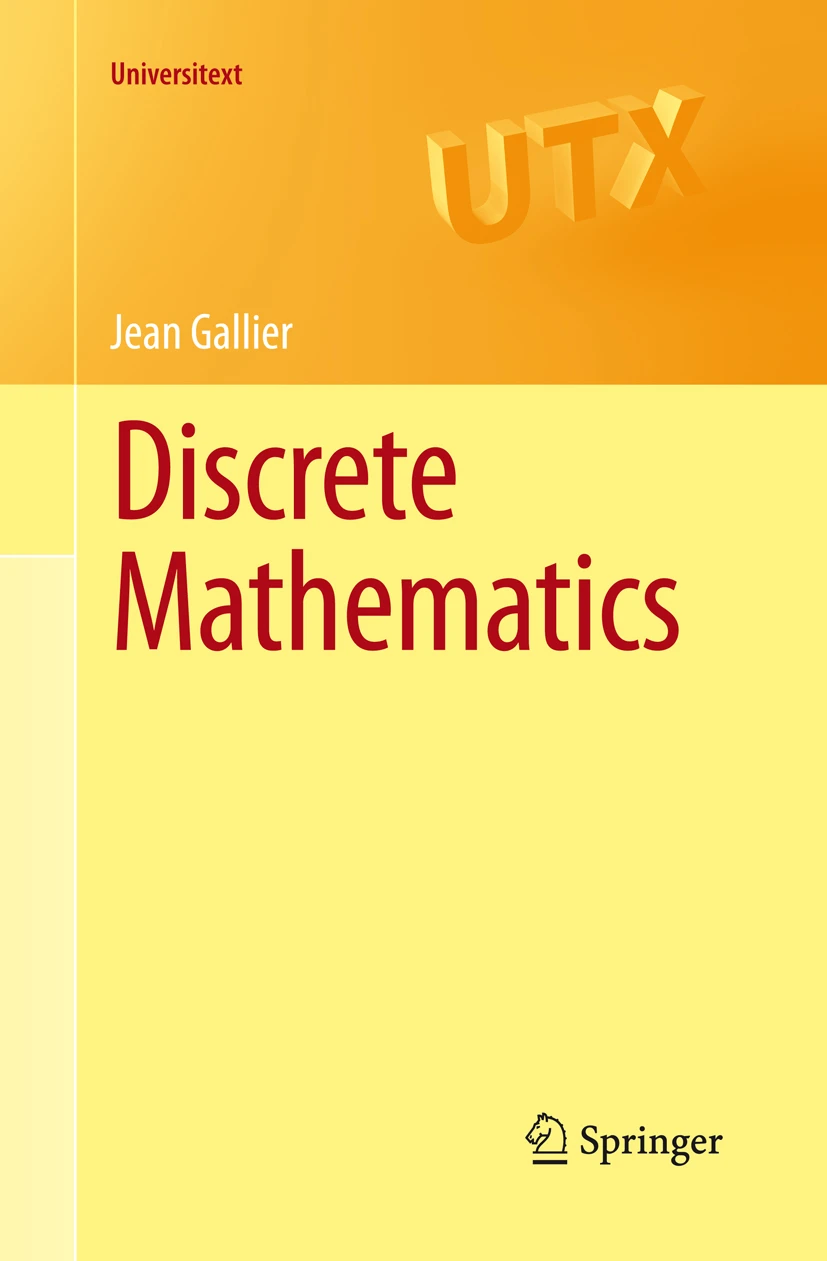 Universitext
UTX
Jean Gallier
Discrete
Mathematics
Springer